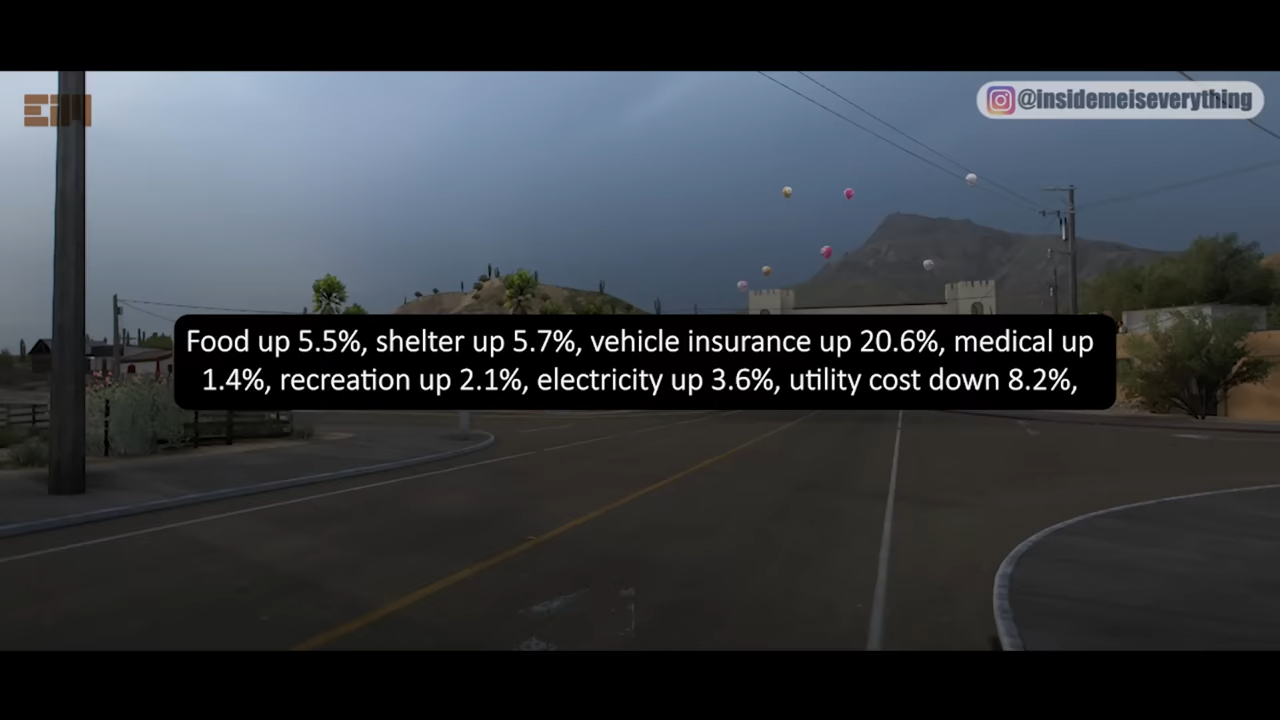 EiM
@insidemeiseverything
Food up 5.5%, shelter up 5.7%, vehicle insurance up 20.6%, medical up
1.4%, recreation up 2.1%, electricity up 3.6%, utility cost down 8.2%,